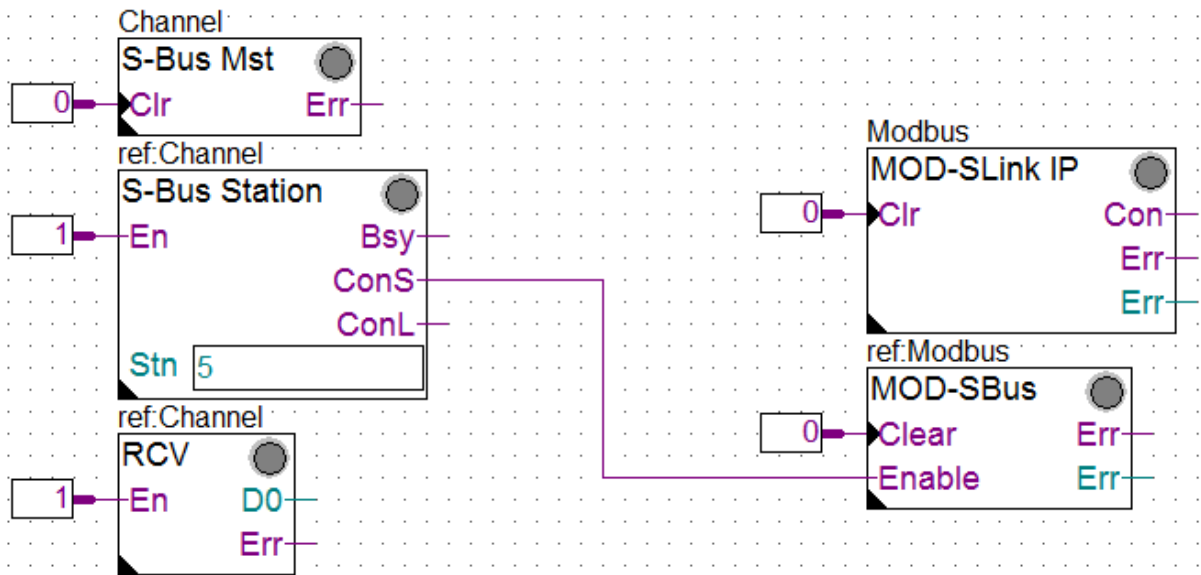 Channel
S-Bus Mst
0 Clr Err
ref:Channel
S-Bus Station
1 En Bsy
ConS
ConL
Stn 5
ref:Channel
RCV
1 En D0
Err
Modbus
MOD-SLink IP
0 Clr Con
Err
Err
ref:Modbus
MOD-SBus
0 Clear Err
Enable Err